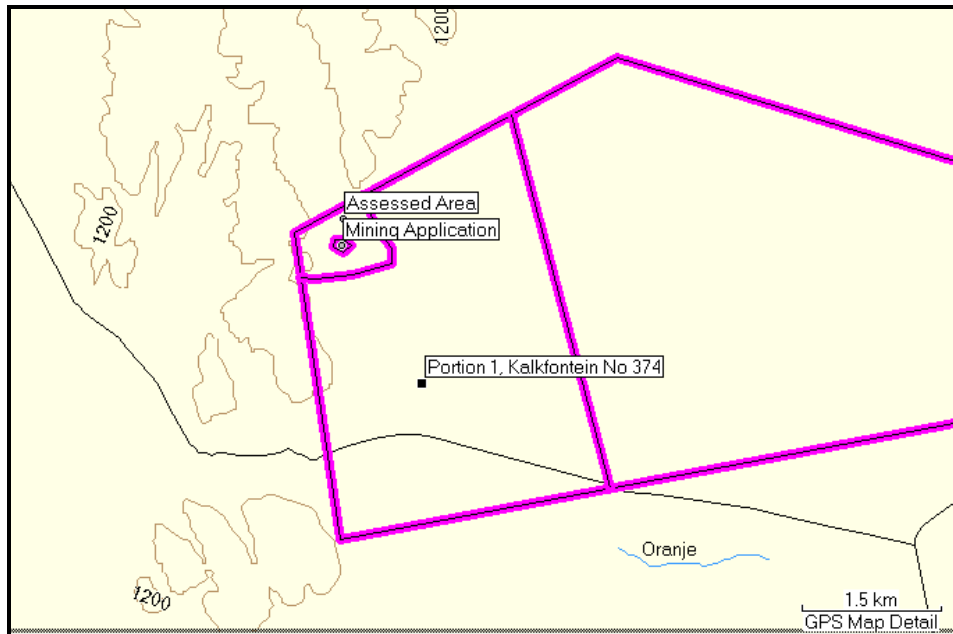 1200
1200
Assessed Area
Mining Application
Portion 1, Kalkfontein No 374
Oranje
1200
1.5 km
GPS Map Detail